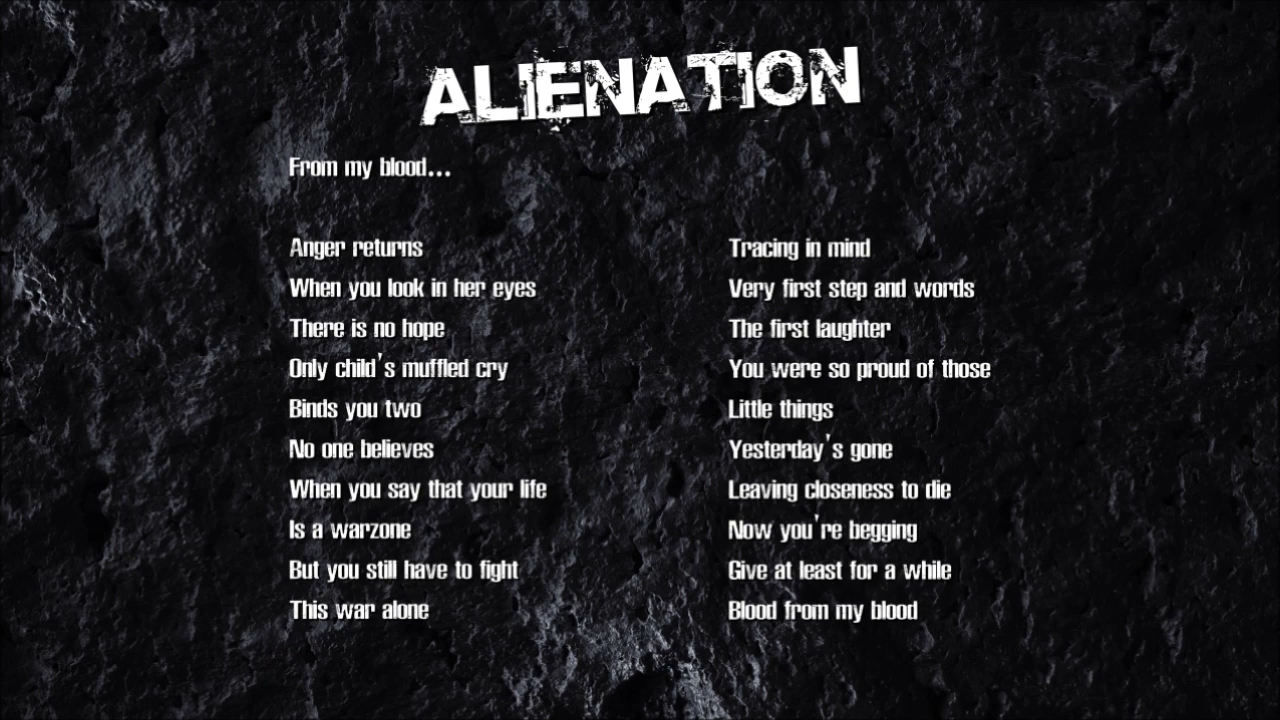 ALIENATION
From my blood...
Anger returns
When you look in her eyes
There is no hope
Only child's muffled cry
Binds you two
No one believes
When you say that your life
Is a warzone
But you still have to fight
This war alone
Tracing in mind
Very first step and words
The first laughter
You were so proud of those
Little things
Yesterday's gone
Leaving closeness to die
Now you're begging
Give at least for a while
Blood from my blood